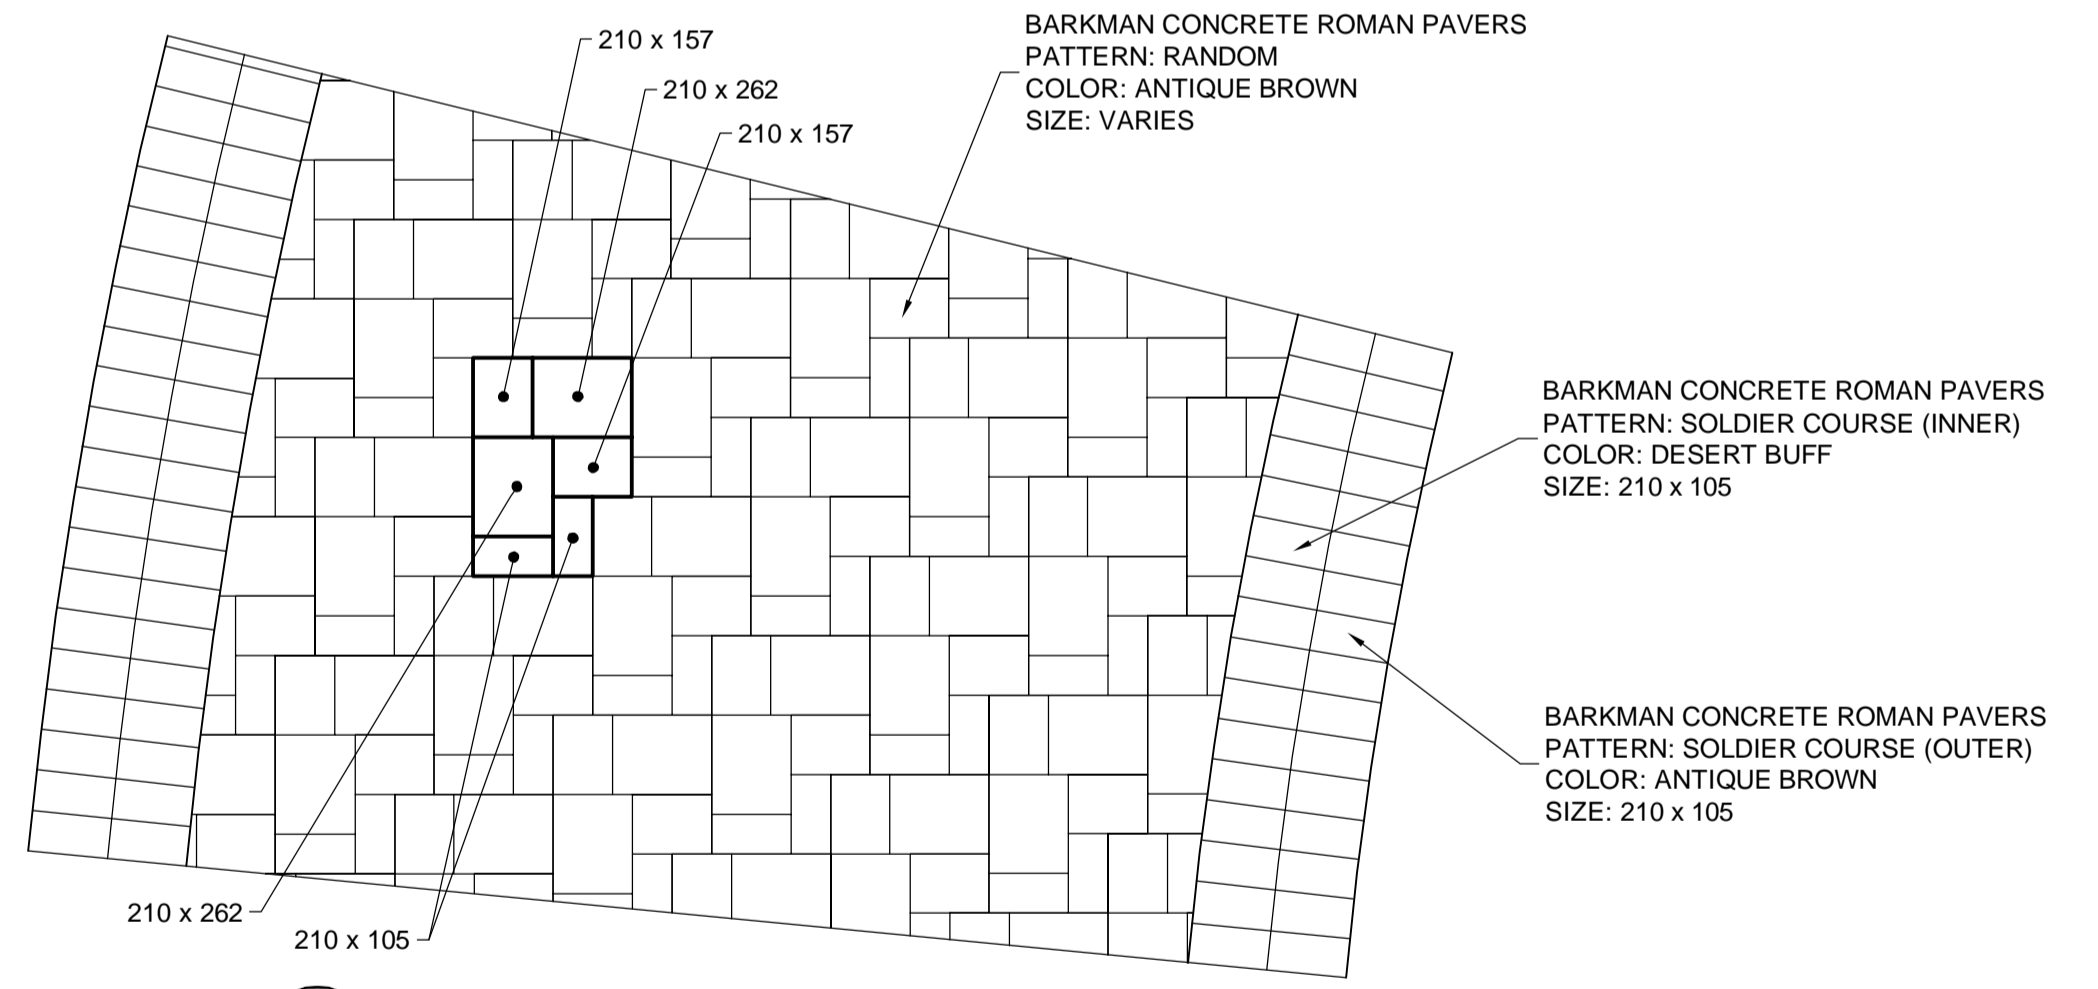 210 x 157
210 x 262
210 x 157
BARKMAN CONCRETE ROMAN PAVERS
PATTERN: RANDOM
COLOR: ANTIQUE BROWN
SIZE: VARIES
BARKMAN CONCRETE ROMAN PAVERS
PATTERN: SOLDIER COURSE (INNER)
COLOR: DESERT BUFF
SIZE: 210 x 105
BARKMAN CONCRETE ROMAN PAVERS
PATTERN: SOLDIER COURSE (OUTER)
COLOR: ANTIQUE BROWN
SIZE: 210 x 105
210 x 262
210 x 105